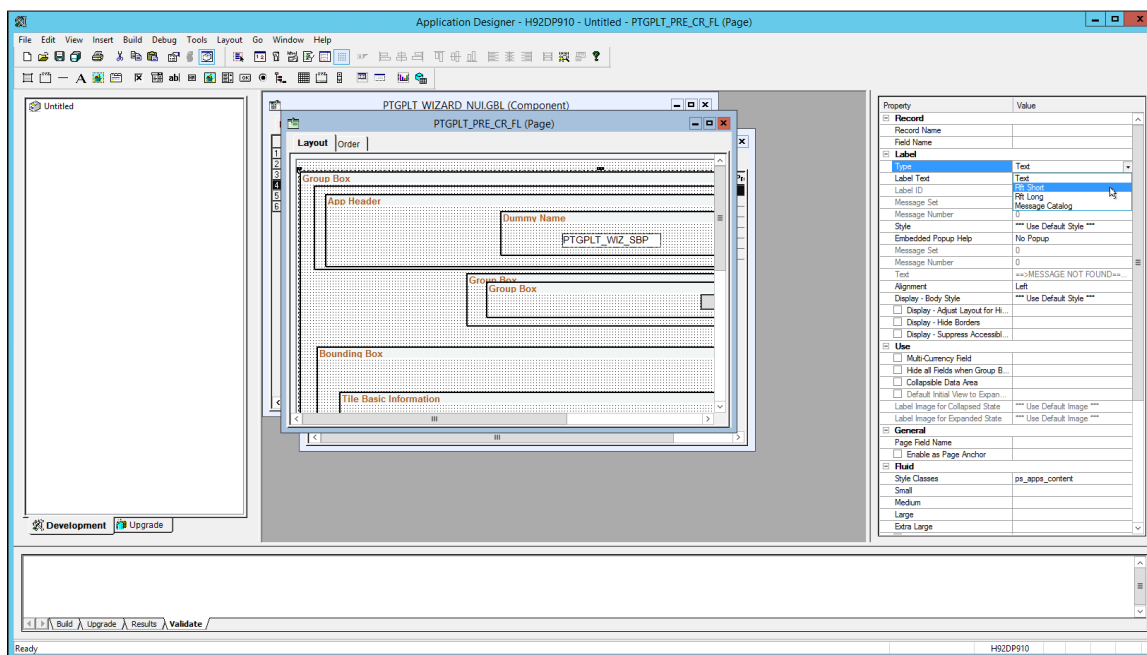 Application Designer - H92DP910 - Untitled - PTGPLT_PRE_CR_FL (Page)
File Edit View Insert Build Debug Tools Layout Go Window Help
Untitled
PTGPLT_WIZARD_NUI.GBL (Component)
PTGPLT_PRE_CR_FL (Page)
Layout Order
1
2
3
4
5
6
Group Box
App Header
Dummy Name
PTGPLT_WIZ_SBP
Group Box
Group Box
Bounding Box
Tile Basic Information
Property Value
Record
Record Name
Field Name
Label
Type Text
Label Text Text
Label ID Rft Short
Message Set Rft Long
Message Catalog
Message Number 0
Style *** Use Default Style ***
Embedded Popup Help No Popup
Message Set 0
Message Number 0
Text ==>MESSAGE NOT FOUND==...
Alignment Left
Display - Body Style *** Use Default Style ***
Display - Adjust Layout for Hi...
Display - Hide Borders
Display - Suppress Accessibl...
Use
Multi-Currency Field
Hide all Fields when Group B...
Collapsible Data Area
Default Initial View to Expan...
Label Image for Collapsed State *** Use Default Image ***
Label Image for Expanded State *** Use Default Image ***
General
Page Field Name
Enable as Page Anchor
Fluid
Style Classes ps_apps_content
Small
Medium
Large
Extra Large
Development Upgrade
Build Upgrade Results Validate
Ready H92DP910